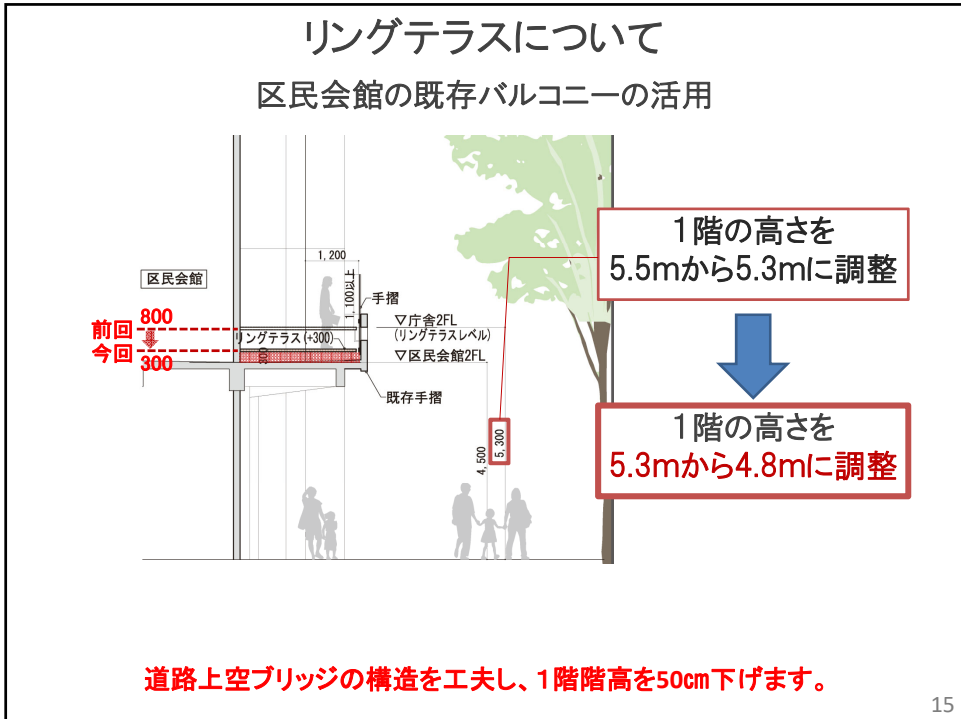 リングテラスについて
区民会館の既存バルコニーの活用
1階の高さを
5.5mから5.3mに調整
1,200
区民会館
1,100以上
手摺
800
前回
▽庁舎2FL
(リングテラスレベル)
リングテラス(+300)
今回
300
300
▽区民会館2FL
既存手摺
4,500
5,300
1階の高さを
5.3mから4.8mに調整
道路上空ブリッジの構造を工夫し、1階階高を50㎝下げます。
15